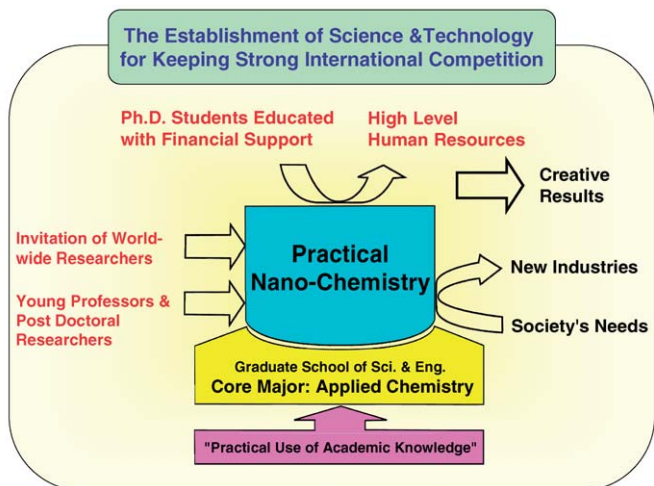 The Establishment of Science &Technology
for Keeping Strong International Competition
Ph.D. Students Educated
with Financial Support
High Level
Human Resources
Creative
Results
Invitation of World-
wide Researchers
Practical
Nano-Chemistry
New Industries
Young Professors &
Post Doctoral
Researchers
Society's Needs
Graduate School of Sci. & Eng.
Core Major: Applied Chemistry
"Practical Use of Academic Knowledge"